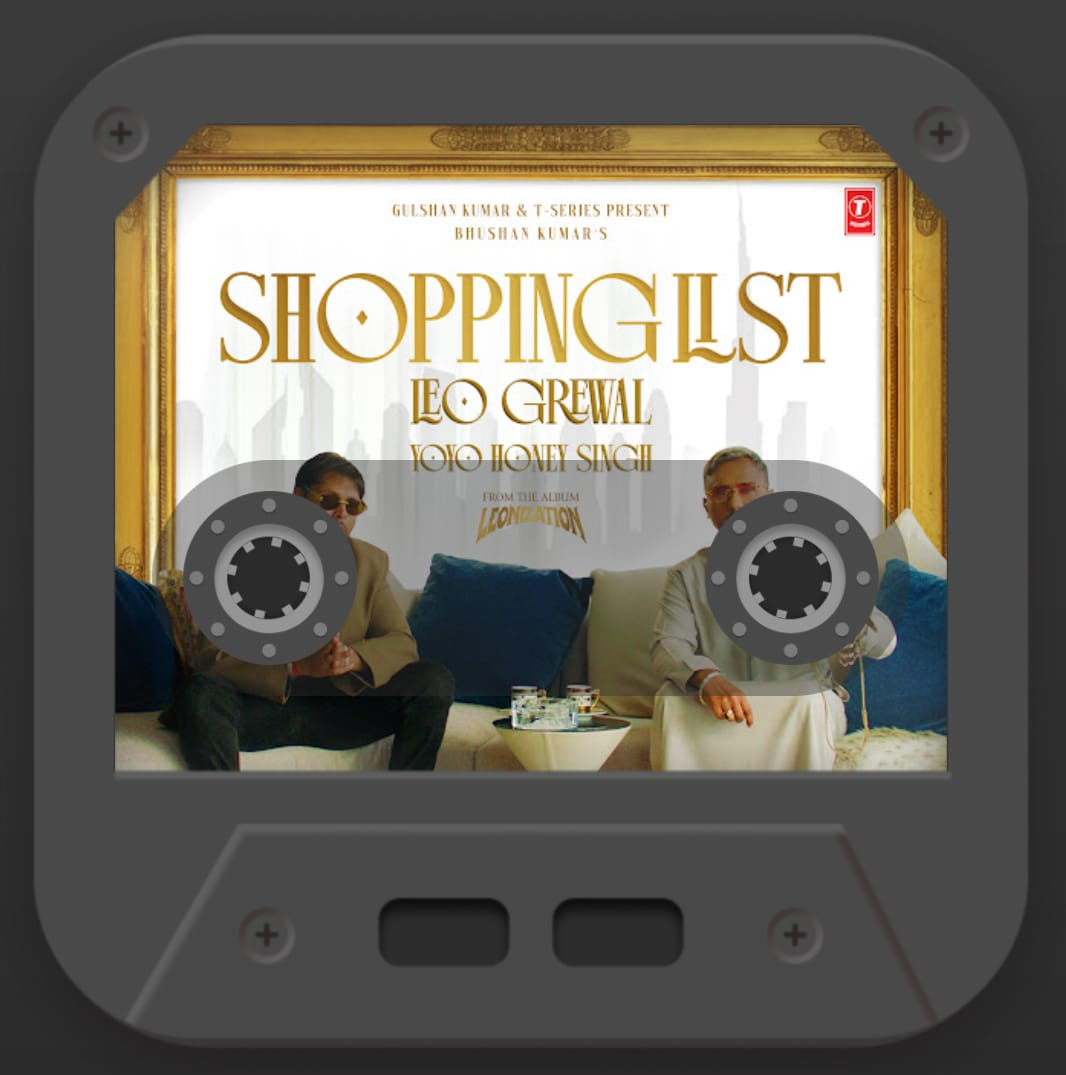 GULSHAN KUMAR & T-SERIES PRESENT
BHUSHAN KUMAR'S
SHOPPING LIST
LEO GREWAL
YOYO HONEY SINGH
FROM THE ALBUM
LEONIZATION
T